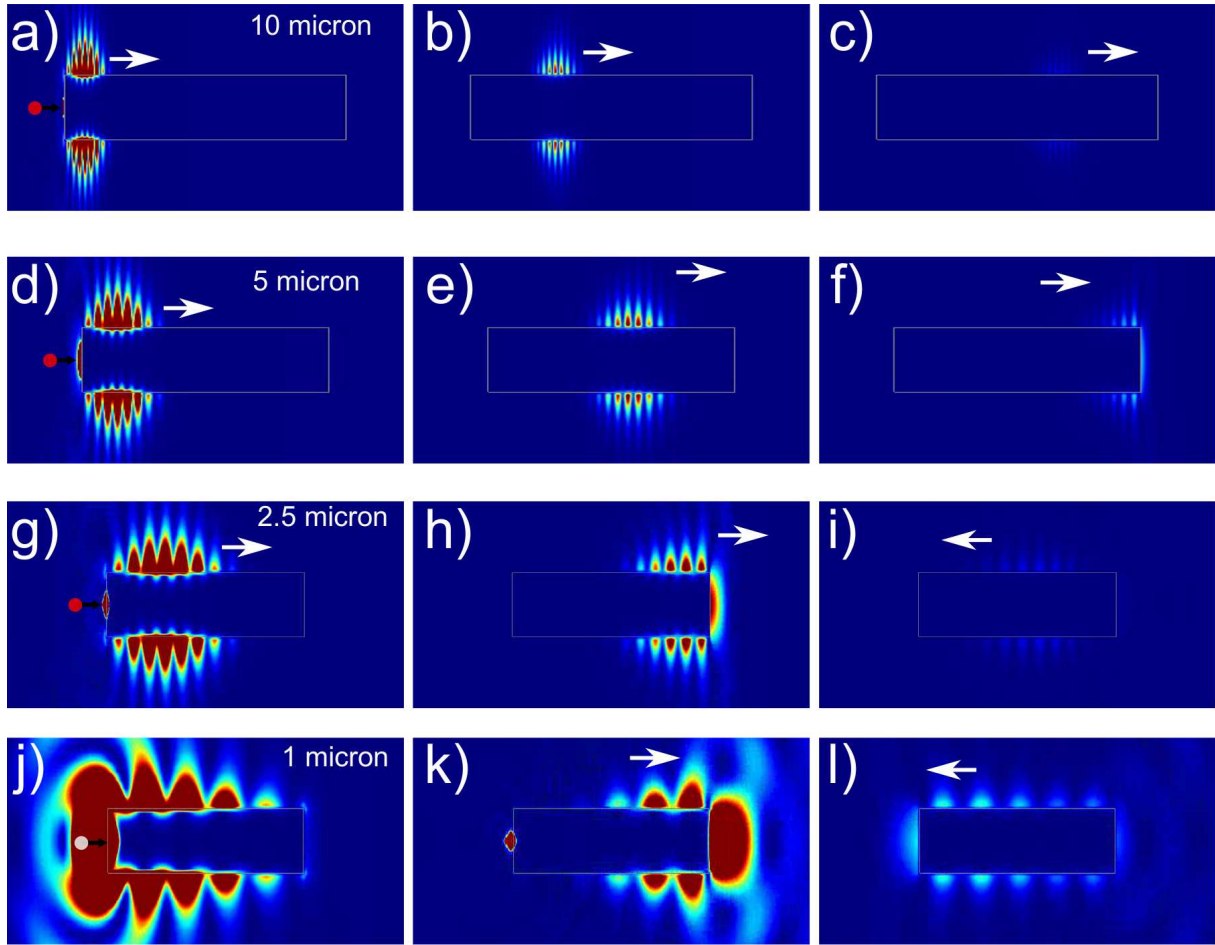 a) 10 micron b) c)
d) 5 micron e) f)
g) 2.5 micron h) i)
j) 1 micron k) l)